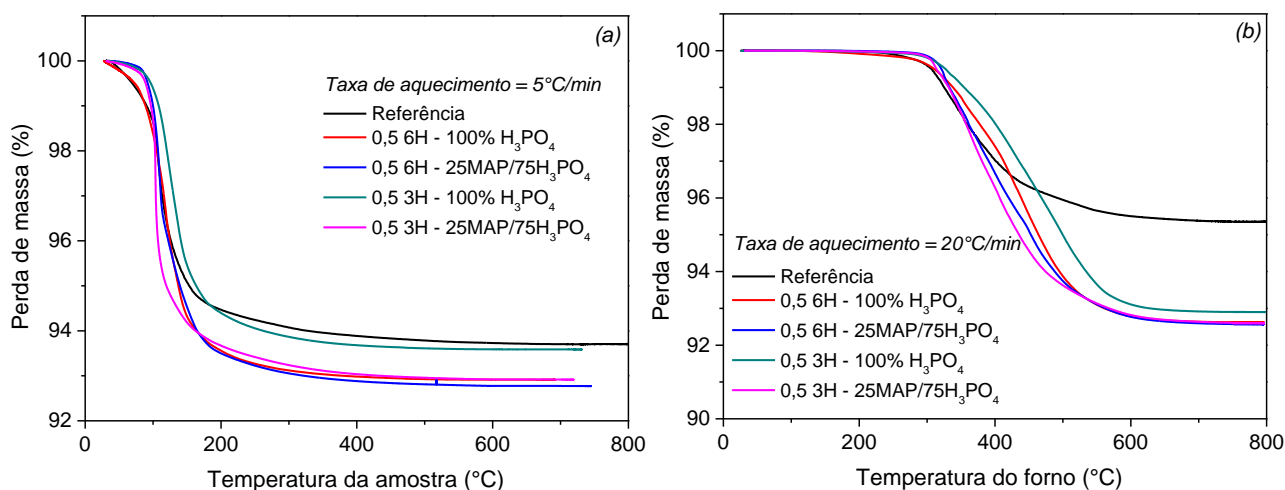 (a)
Taxa de aquecimento = 5°C/min
Referência
0,5 6H - 100% H₃PO₄
0,5 6H - 25MAP/75H₃PO₄
0,5 3H - 100% H₃PO₄
0,5 3H - 25MAP/75H₃PO₄
Perda de massa (%)
100
98
96
94
92
0 200 400 600 800
Temperatura da amostra (°C)
(b)
Taxa de aquecimento = 20°C/min
Referência
0,5 6H - 100% H₃PO₄
0,5 6H - 25MAP/75H₃PO₄
0,5 3H - 100% H₃PO₄
0,5 3H - 25MAP/75H₃PO₄
Perda de massa (%)
100
98
96
94
92
90
0 200 400 600 800
Temperatura do forno (°C)